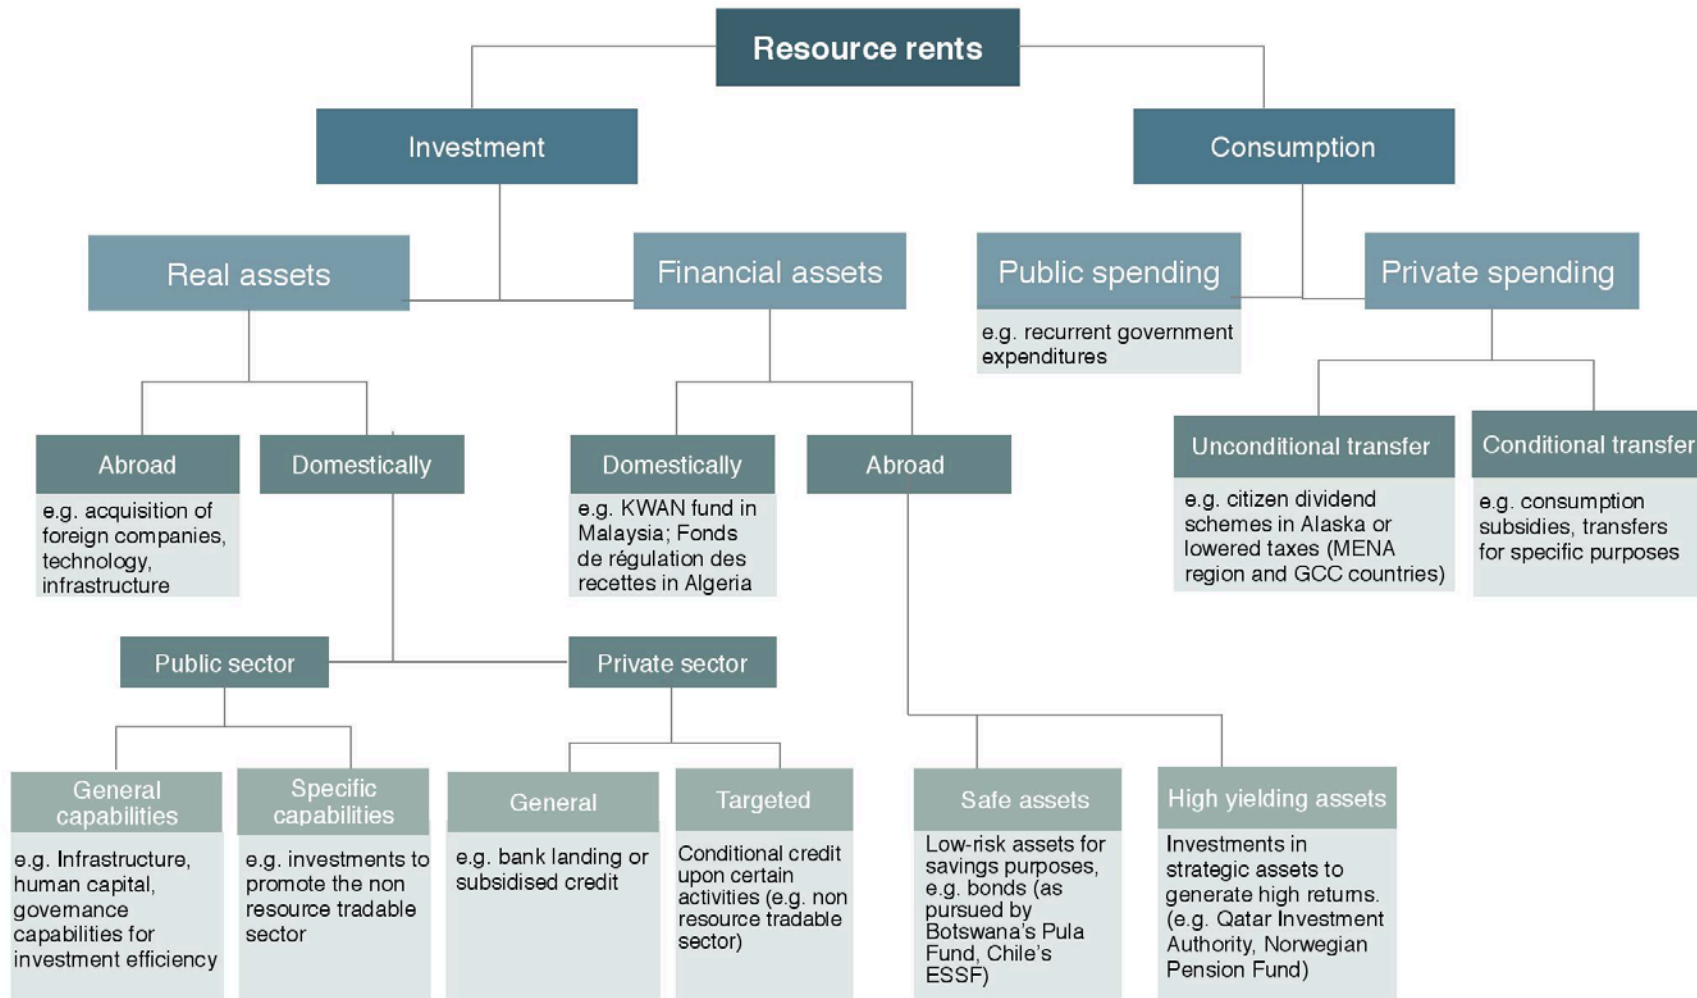 Resource rents
Investment
Consumption
Real assets
Financial assets
Public spending
Private spending
e.g. recurrent government
expenditures
Abroad
e.g. acquisition of
foreign companies,
technology,
infrastructure
Domestically
Domestically
e.g. KWAN fund in
Malaysia; Fonds
de régulation des
recettes in Algeria
Abroad
Unconditional transfer
e.g. citizen dividend
schemes in Alaska or
lowered taxes (MENA
region and GCC countries)
Conditional transfer
e.g. consumption
subsidies, transfers
for specific purposes
Public sector
Private sector
General
capabilities
e.g. Infrastructure,
human capital,
governance
capabilities for
investment efficiency
Specific
capabilities
e.g. investments to
promote the non
resource tradable
sector
General
e.g. bank landing or
subsidised credit
Targeted
Conditional credit
upon certain
activities (e.g. non
resource tradable
sector)
Safe assets
Low-risk assets for
savings purposes,
e.g. bonds (as
pursued by
Botswana’s Pula
Fund, Chile’s
ESSF)
High yielding assets
Investments in
strategic assets to
generate high returns.
(e.g. Qatar Investment
Authority, Norwegian
Pension Fund)